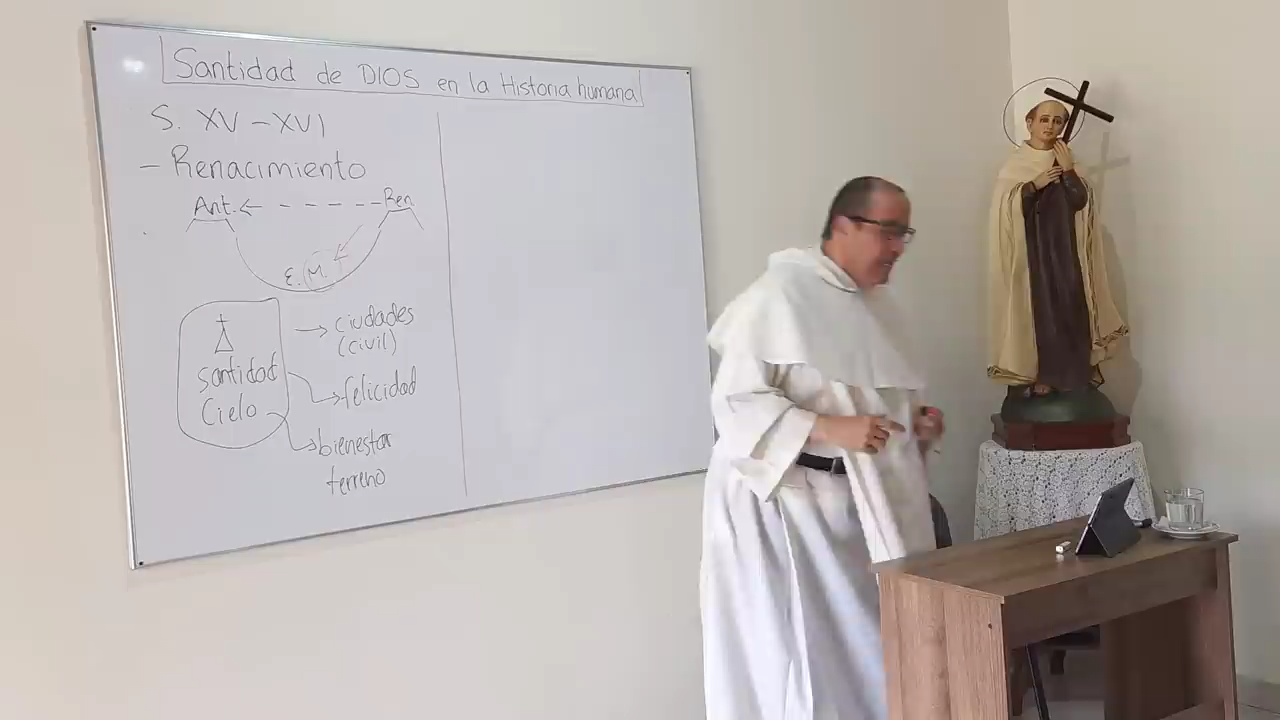 Santidad de DIOS en la Historia humana
S. XV - XVI
- Renacimiento
Ant. Ren
E. M.
santidad
Cielo
ciudades
(civil)
felicidad
bienestar
terreno